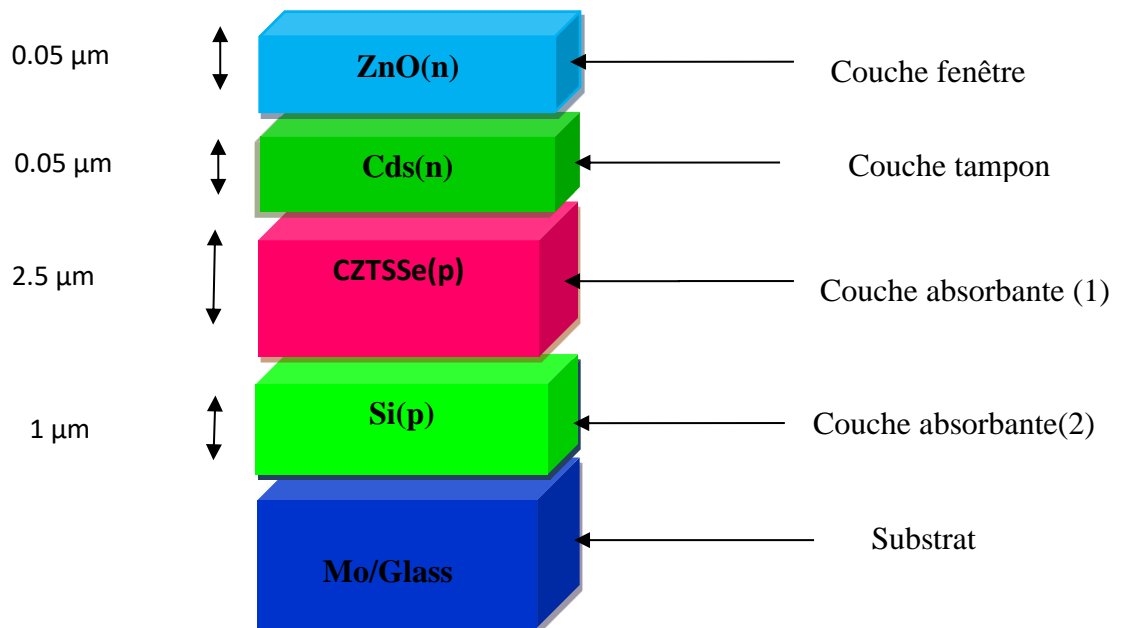 0.05 µm
ZnO(n)
Couche fenêtre
0.05 µm
Cds(n)
Couche tampon
2.5 µm
CZTSSe(p)
Couche absorbante (1)
1 µm
Si(p)
Couche absorbante(2)
Mo/Glass
Substrat